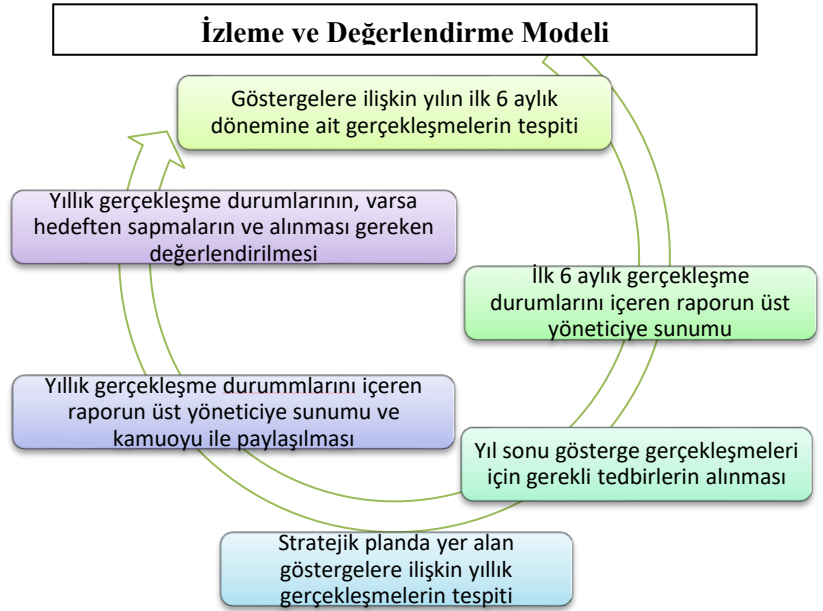 İzleme ve Değerlendirme Modeli
Göstergelere ilişkin yılın ilk 6 aylık
dönemine ait gerçekleşmelerin tespiti
İlk 6 aylık gerçekleşme
durumlarını içeren raporun üst
yöneticiye sunumu
Yıl sonu gösterge gerçekleşmeleri
için gerekli tedbirlerin alınması
Stratejik planda yer alan
göstergelere ilişkin yıllık
gerçekleşmelerin tespiti
Yıllık gerçekleşme durummlarını içeren
raporun üst yöneticiye sunumu ve
kamuoyu ile paylaşılması
Yıllık gerçekleşme durumlarının, varsa
hedeften sapmaların ve alınması gereken
değerlendirilmesi